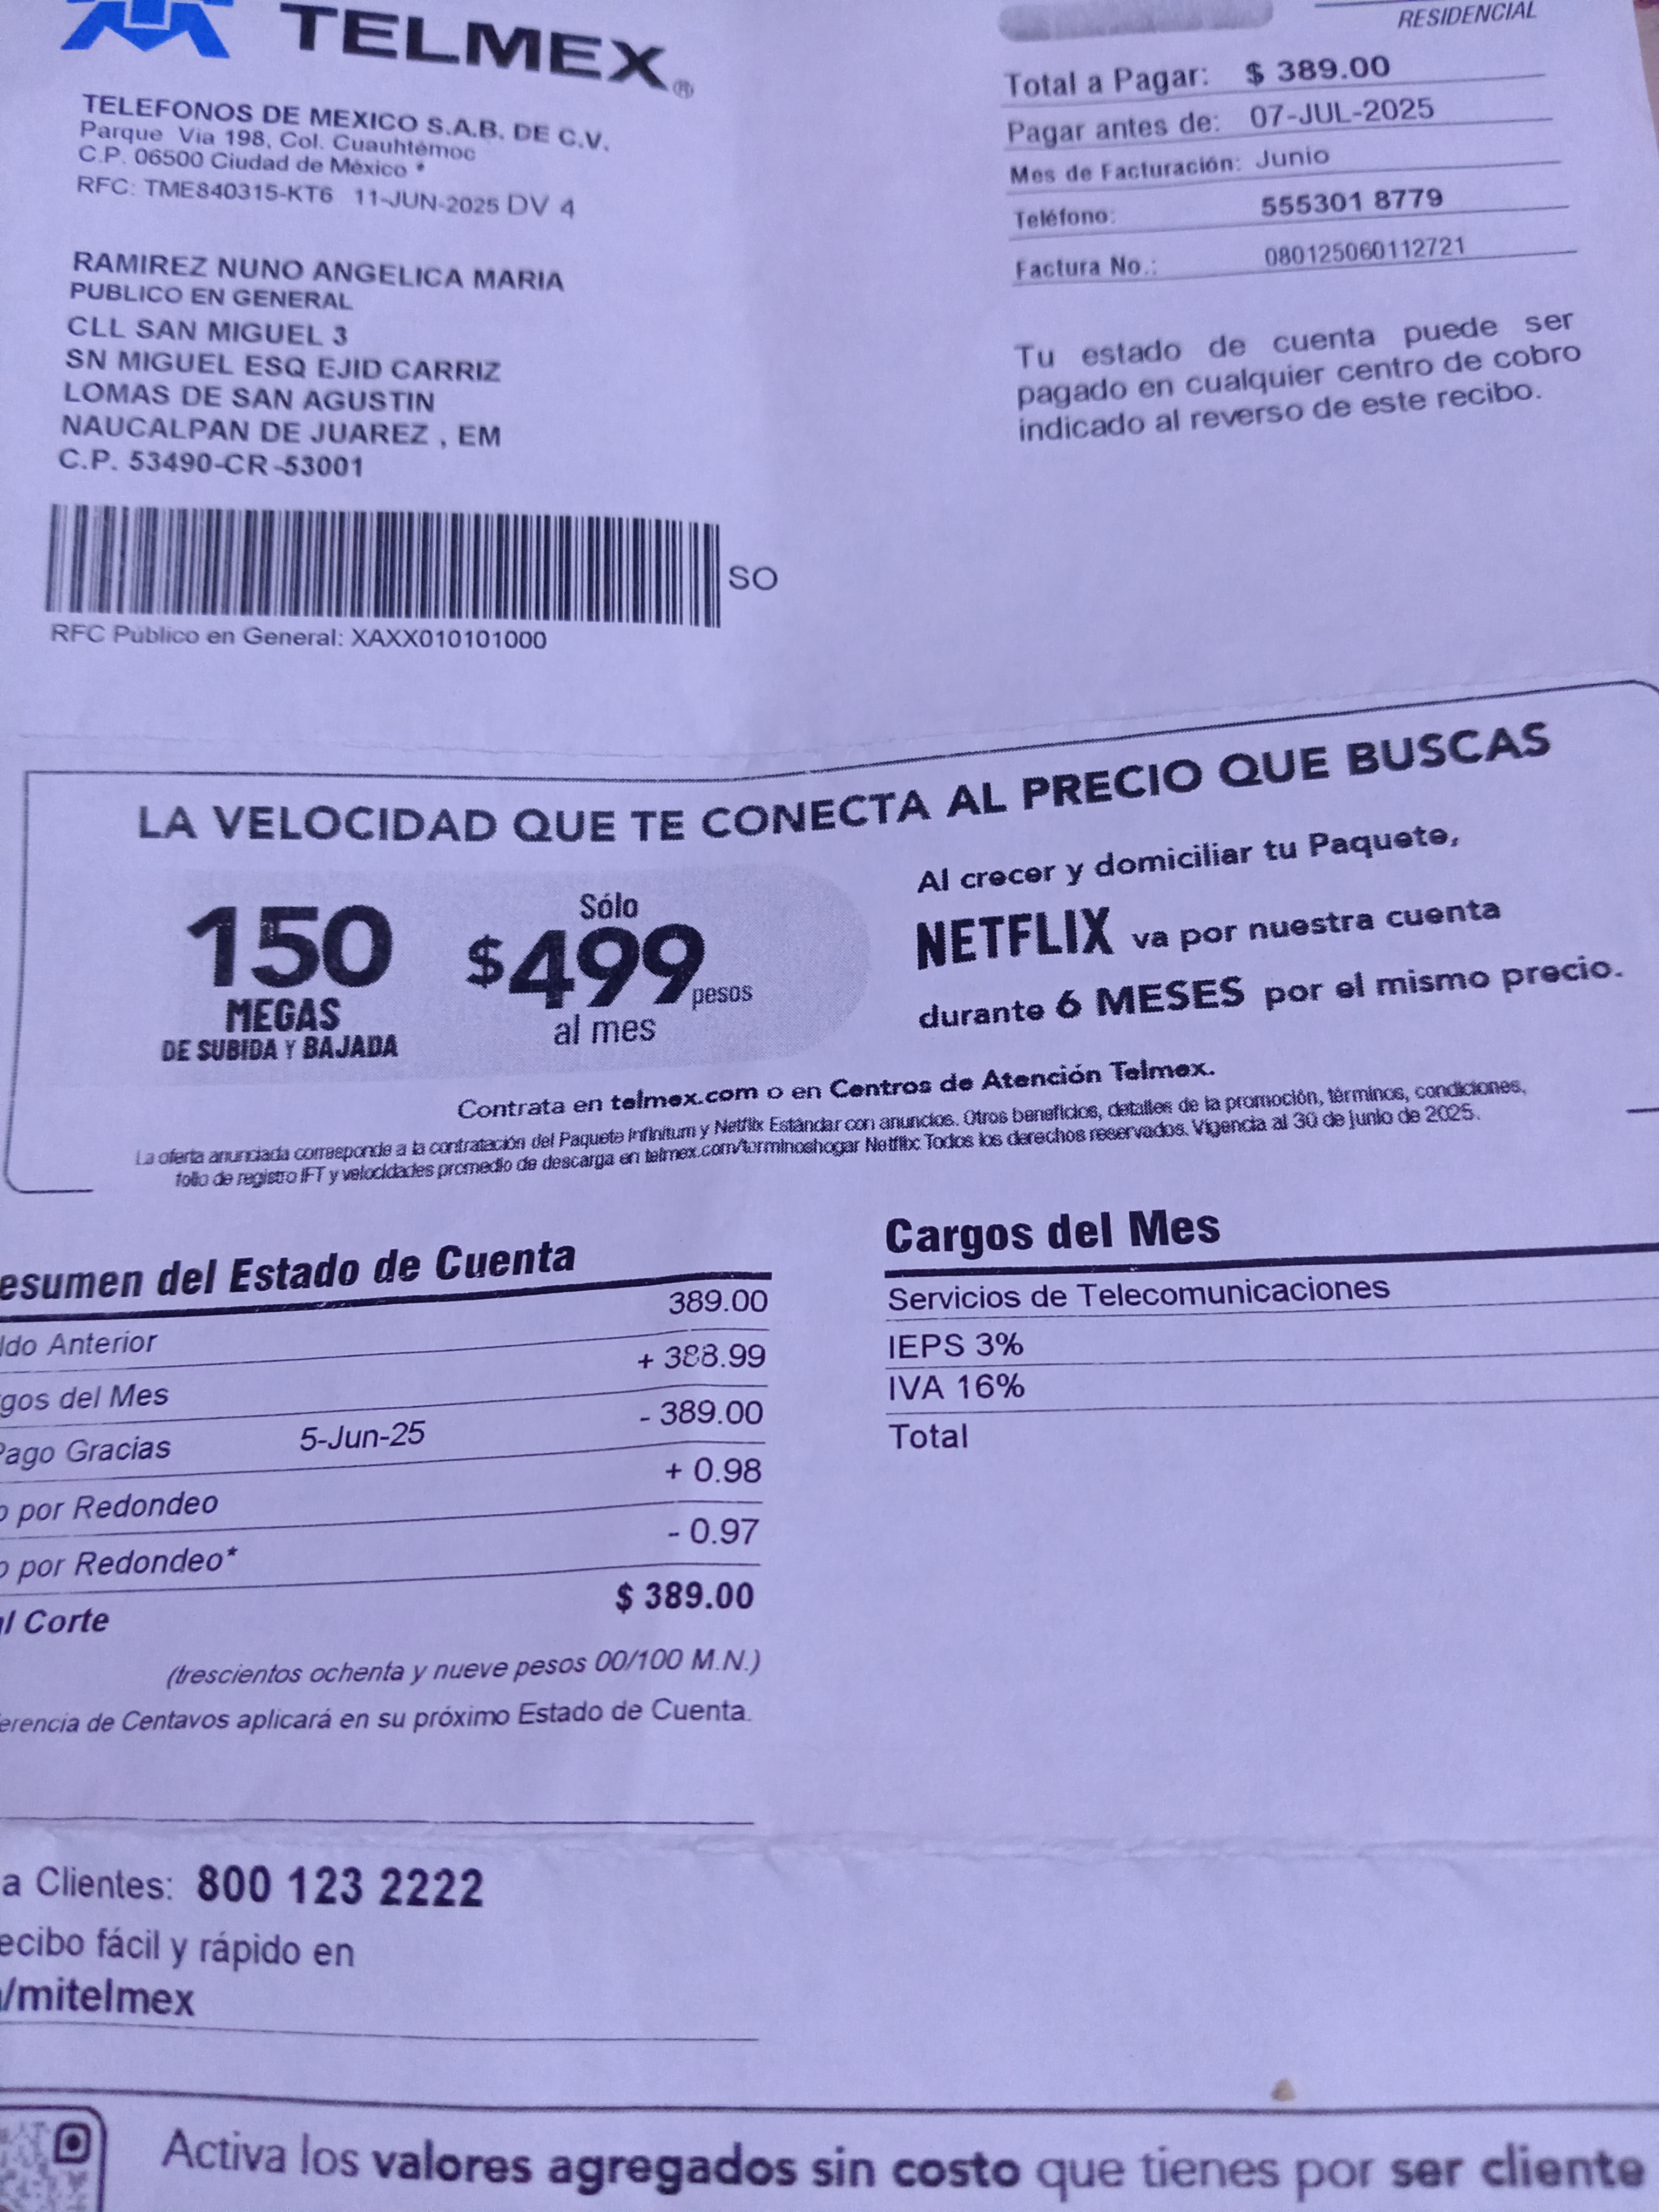 TELMEX®
TELEFONOS DE MEXICO S.A.B. DE C.V.
Parque Via 198, Col. Cuauhtémoc
C.P. 06500 Ciudad de México *
RFC: TME840315-KT6 11-JUN-2025 DV 4
RAMIREZ NUNO ANGELICA MARIA
PUBLICO EN GENERAL
CLL SAN MIGUEL 3
SN MIGUEL ESQ EJID CARRIZ
LOMAS DE SAN AGUSTIN
NAUCALPAN DE JUAREZ , EM
C.P. 53490-CR-53001
SO
RFC Público en General: XAXX010101000
RESIDENCIAL
Total a Pagar: $ 389.00
Pagar antes de: 07-JUL-2025
Mes de Facturación: Junio
Teléfono: 555301 8779
Factura No.: 080125060112721
Tu estado de cuenta puede ser
pagado en cualquier centro de cobro
indicado al reverso de este recibo.
LA VELOCIDAD QUE TE CONECTA AL PRECIO QUE BUSCAS
150
MEGAS
DE SUBIDA Y BAJADA
Sólo
$499 pesos
al mes
Al crecer y domiciliar tu Paquete,
NETFLIX va por nuestra cuenta
durante 6 MESES por el mismo precio.
Contrata en telmex.com o en Centros de Atención Telmex.
La oferta anunciada corresponde a la contratación del Paquete Infinitum y Netflix Estándar con anuncios. Otros beneficios, detalles de la promoción, términos, condiciones,
folio de registro IFT y velocidades promedio de descarga en telmex.com/terminoshogar Netflix: Todos los derechos reservados. Vigencia al 30 de junio de 2025.
esumen del Estado de Cuenta
ldo Anterior 389.00
gos del Mes + 388.99
Pago Gracias 5-Jun-25 - 389.00
o por Redondeo + 0.98
o por Redondeo* - 0.97
al Corte $ 389.00
(trescientos ochenta y nueve pesos 00/100 M.N.)
erencia de Centavos aplicará en su próximo Estado de Cuenta.
Cargos del Mes
Servicios de Telecomunicaciones
IEPS 3%
IVA 16%
Total
a Clientes: 800 123 2222
ecibo fácil y rápido en
/mitelmex
Activa los valores agregados sin costo que tienes por ser cliente